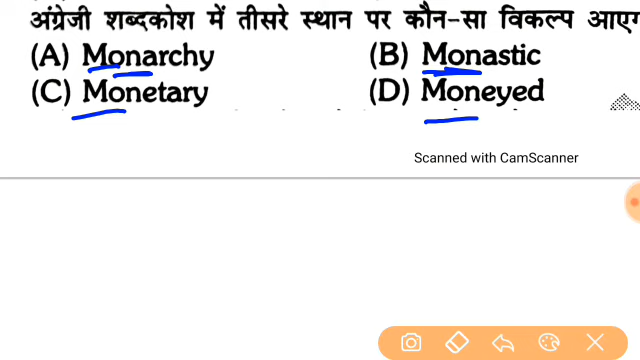 अंग्रेजी शब्दकोश में तीसरे स्थान पर कौन-सा विकल्प
(A) Monarchy (B) Monastic
(C) Monetary (D) Moneyed
Scanned with CamScanner